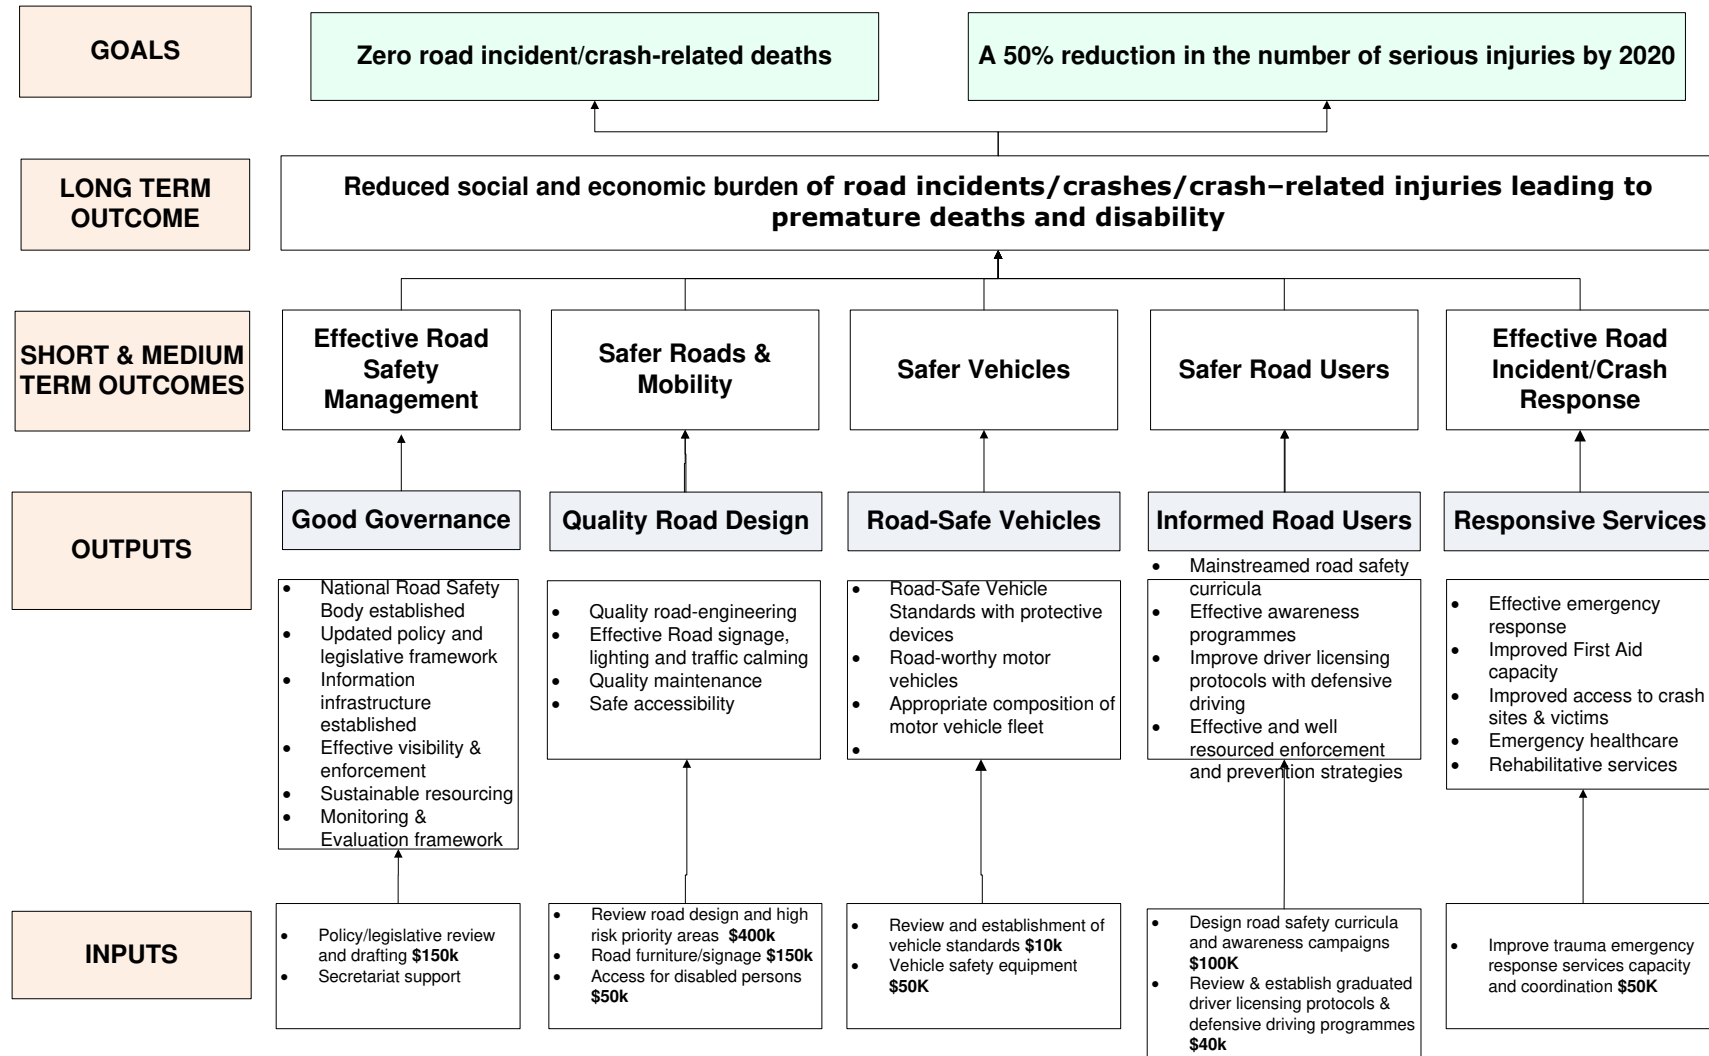 GOALS
Zero road incident/crash-related deaths
A 50% reduction in the number of serious injuries by 2020
LONG TERM
OUTCOME
Reduced social and economic burden of road incidents/crashes/crash–related injuries leading to
premature deaths and disability
SHORT & MEDIUM
TERM OUTCOMES
Effective Road
Safety
Management
Safer Roads &
Mobility
Safer Vehicles
Safer Road Users
Effective Road
Incident/Crash
Response
OUTPUTS
Good Governance
Quality Road Design
Road-Safe Vehicles
Informed Road Users
Responsive Services
• National Road Safety
Body established
• Updated policy and
legislative framework
• Information
infrastructure
established
• Effective visibility &
enforcement
• Sustainable resourcing
• Monitoring &
Evaluation framework
• Quality road-engineering
• Effective Road signage,
lighting and traffic calming
• Quality maintenance
• Safe accessibility
• Road-Safe Vehicle
Standards with protective
devices
• Road-worthy motor
vehicles
• Appropriate composition of
motor vehicle fleet
•
• Mainstreamed road safety
curricula
• Effective awareness
programmes
• Improve driver licensing
protocols with defensive
driving
• Effective and well
resourced enforcement
and prevention strategies
• Effective emergency
response
• Improved First Aid
capacity
• Improved access to crash
sites & victims
• Emergency healthcare
• Rehabilitative services
INPUTS
• Policy/legislative review
and drafting $150k
• Secretariat support
• Review road design and high
risk priority areas $400k
• Road furniture/signage $150k
• Access for disabled persons
$50k
• Review and establishment of
vehicle standards $10k
• Vehicle safety equipment
$50K
• Design road safety curricula
and awareness campaigns
$100K
• Review & establish graduated
driver licensing protocols &
defensive driving programmes
$40k
• Improve trauma emergency
response services capacity
and coordination $50K